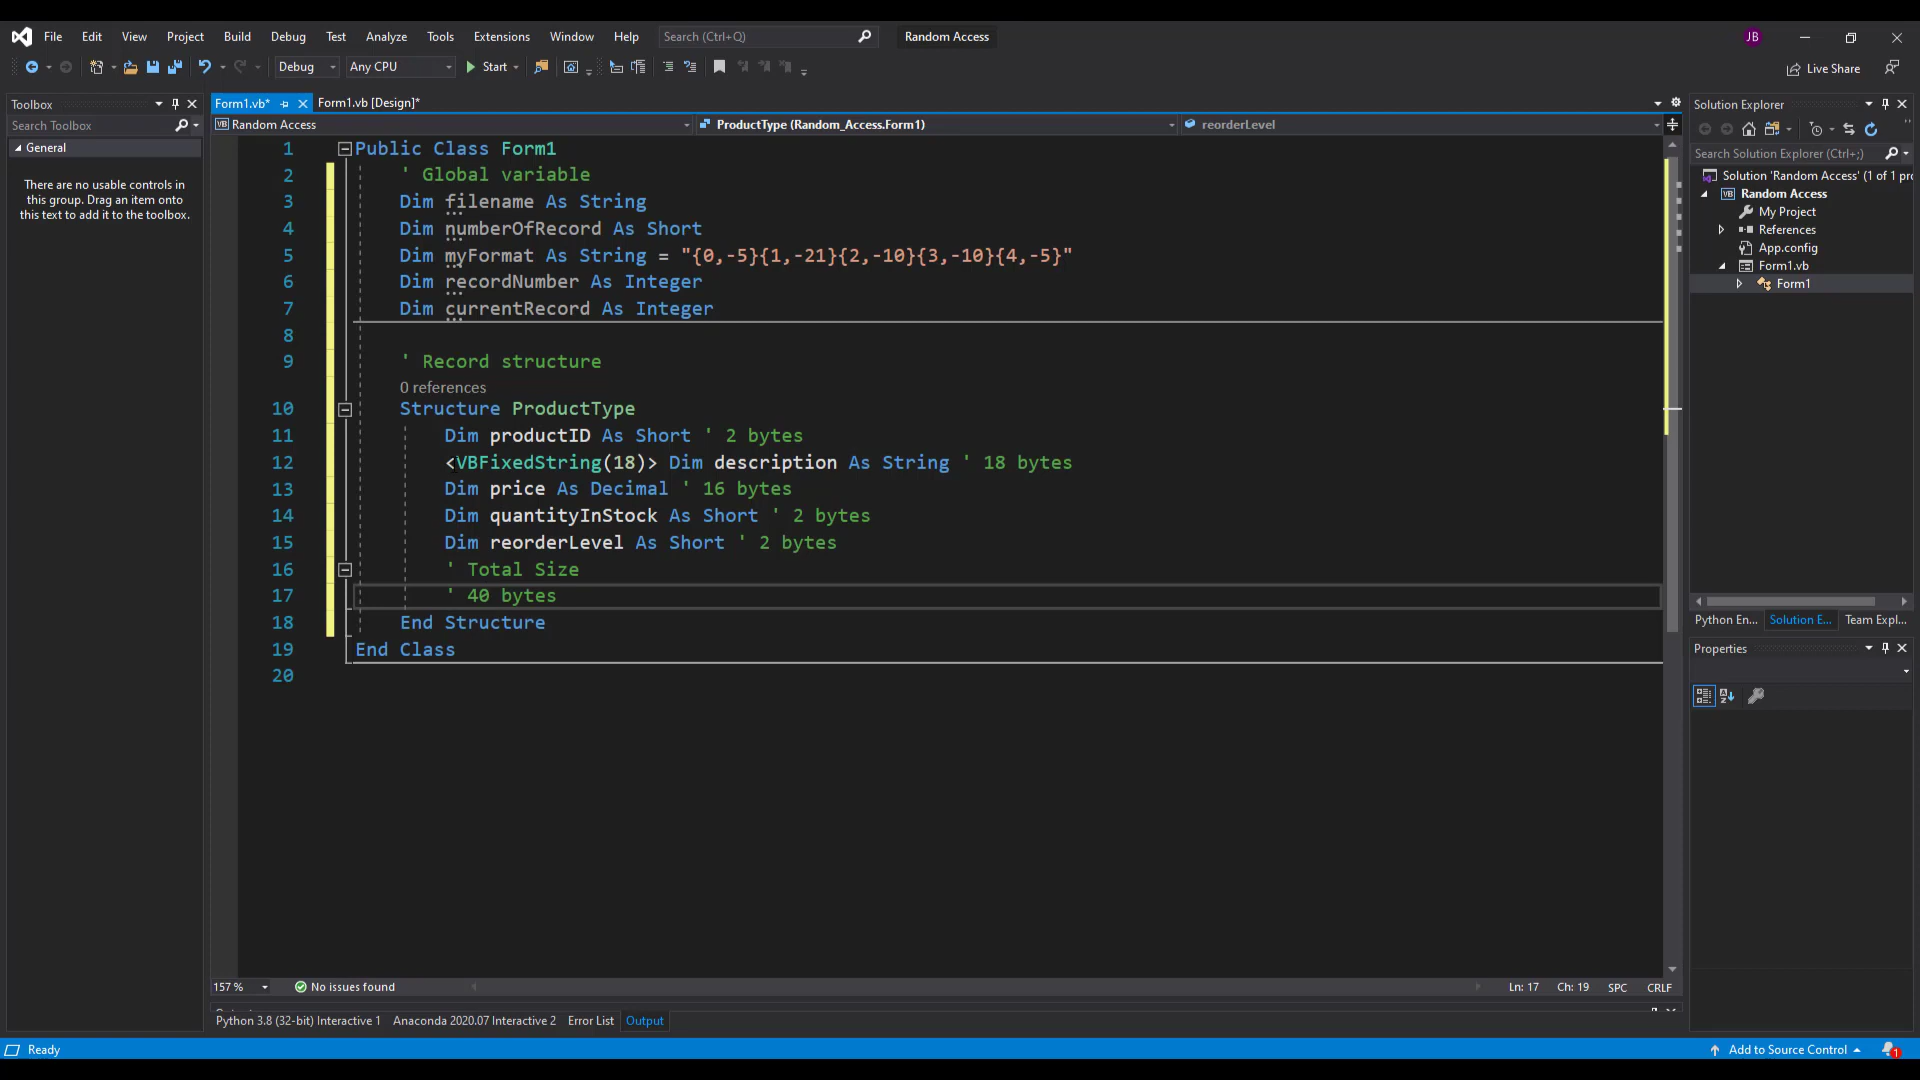 File Edit View Project Build Debug Test Analyze Tools Extensions Window Help Search (Ctrl+Q) Random Access JB
Debug Any CPU Start Live Share
Toolbox
Search Toolbox
General
There are no usable controls in
this group. Drag an item onto
this text to add it to the toolbox.
Form1.vb* Form1.vb [Design]*
VB Random Access ProductType (Random_Access.Form1) reorderLevel
1 Public Class Form1
2 ' Global variable
3 Dim filename As String
4 Dim numberOfRecord As Short
5 Dim myFormat As String = "{0,-5}{1,-21}{2,-10}{3,-10}{4,-5}"
6 Dim recordNumber As Integer
7 Dim currentRecord As Integer
8
9 ' Record structure
0 references
10 Structure ProductType
11 Dim productID As Short ' 2 bytes
12 <VBFixedString(18)> Dim description As String ' 18 bytes
13 Dim price As Decimal ' 16 bytes
14 Dim quantityInStock As Short ' 2 bytes
15 Dim reorderLevel As Short ' 2 bytes
16 ' Total Size
17 ' 40 bytes
18 End Structure
19 End Class
20
157 % No issues found Ln: 17 Ch: 19 SPC CRLF
Python 3.8 (32-bit) Interactive 1 Anaconda 2020.07 Interactive 2 Error List Output
Solution Explorer
Search Solution Explorer (Ctrl+;)
Solution 'Random Access' (1 of 1 pr
VB Random Access
My Project
References
App.config
Form1.vb
Form1
Python En... Solution E... Team Expl...
Properties
Ready Add to Source Control 1